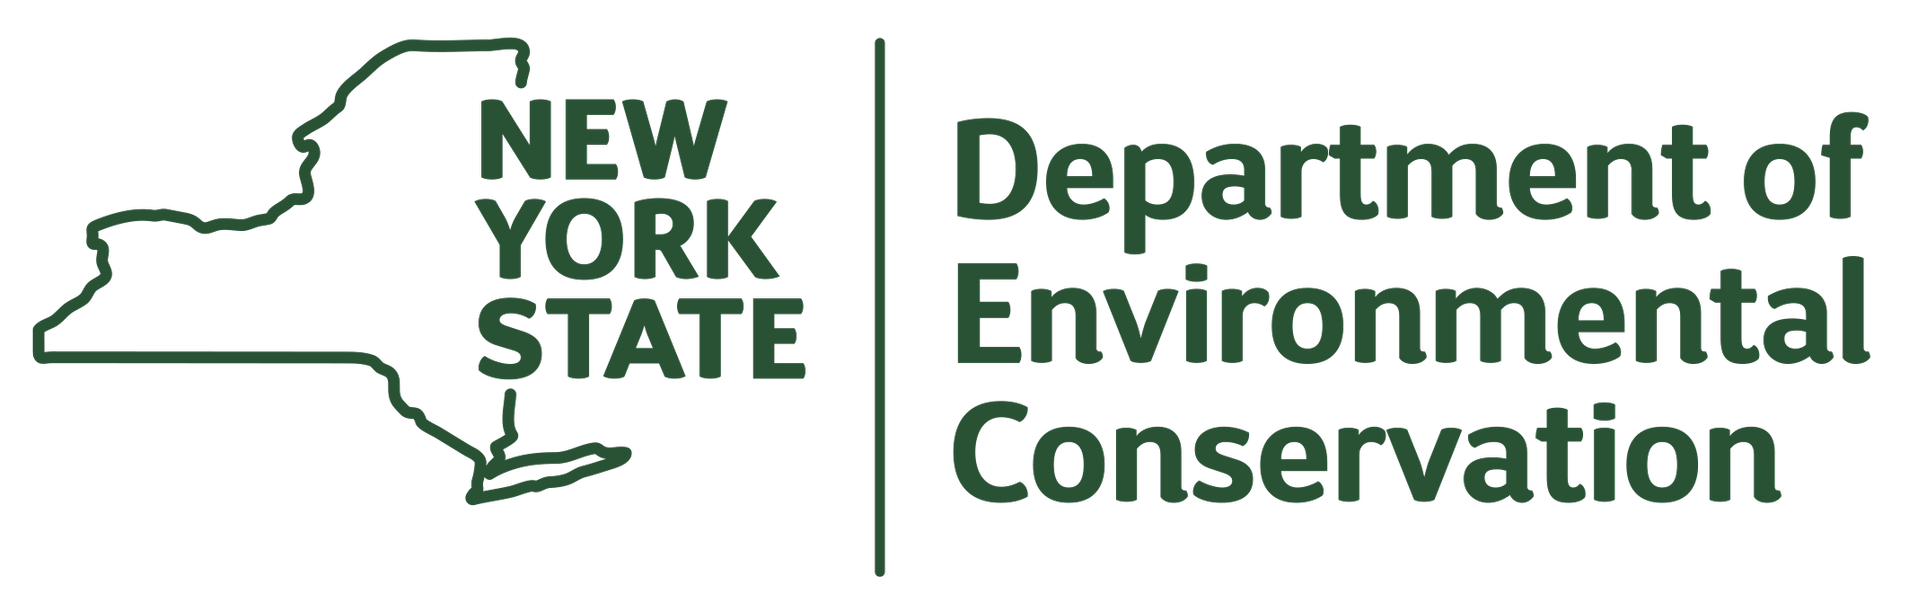 NEW
YORK
STATE
Department of
Environmental
Conservation